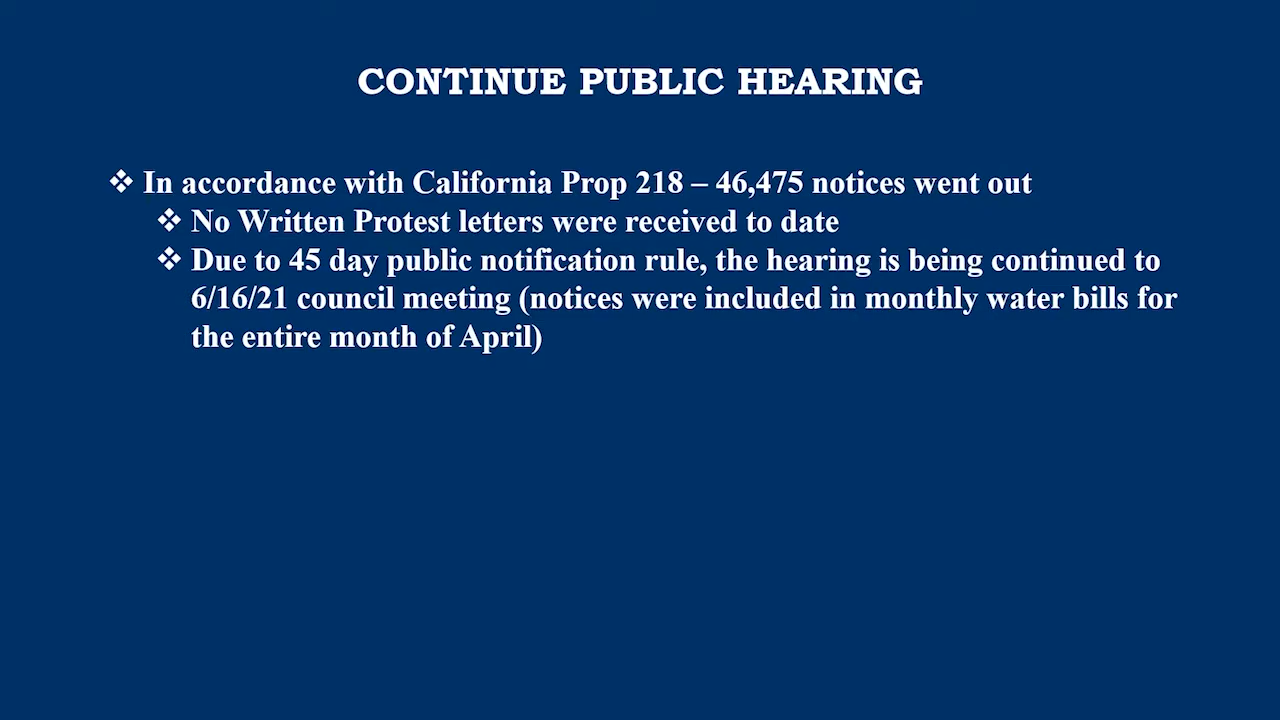 CONTINUE PUBLIC HEARING
❖ In accordance with California Prop 218 – 46,475 notices went out
❖ No Written Protest letters were received to date
❖ Due to 45 day public notification rule, the hearing is being continued to
6/16/21 council meeting (notices were included in monthly water bills for
the entire month of April)